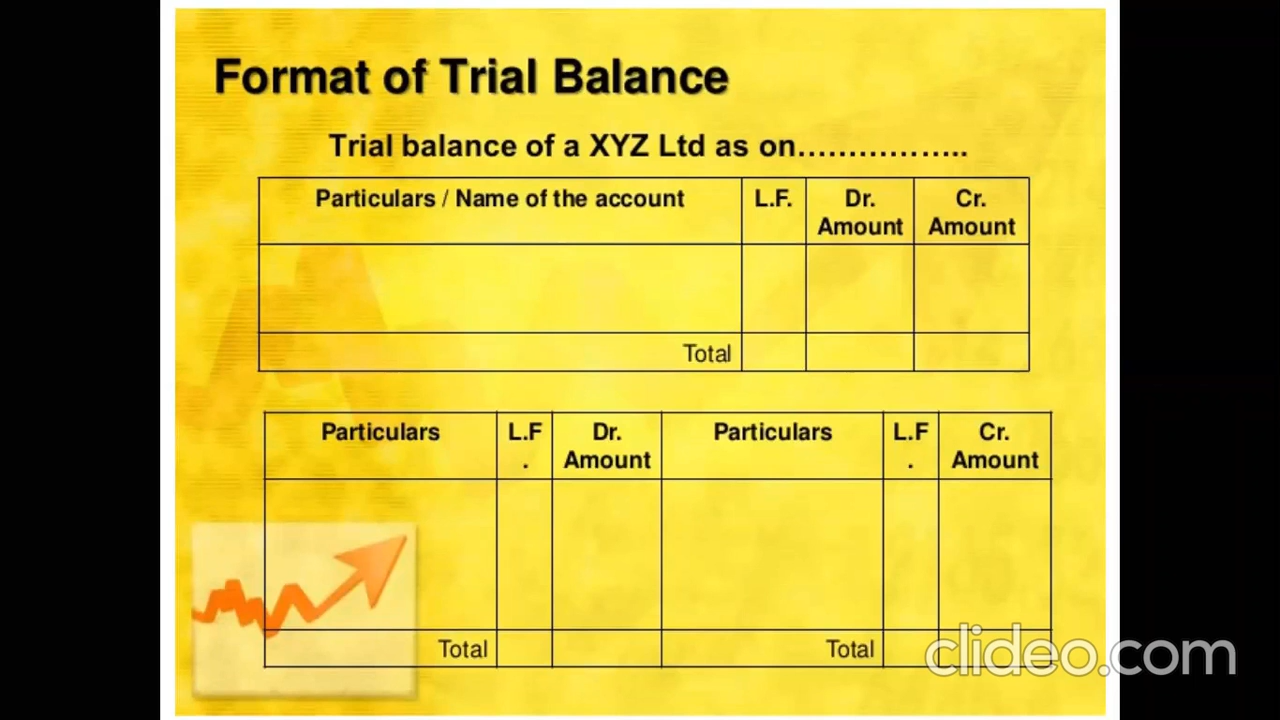 Format of Trial Balance
Trial balance of a XYZ Ltd as on……………..
Particulars / Name of the account L.F. Dr. Cr.
Amount Amount
Total
Particulars L.F Dr. Particulars L.F Cr.
. Amount . Amount
Total Total
clideo.com